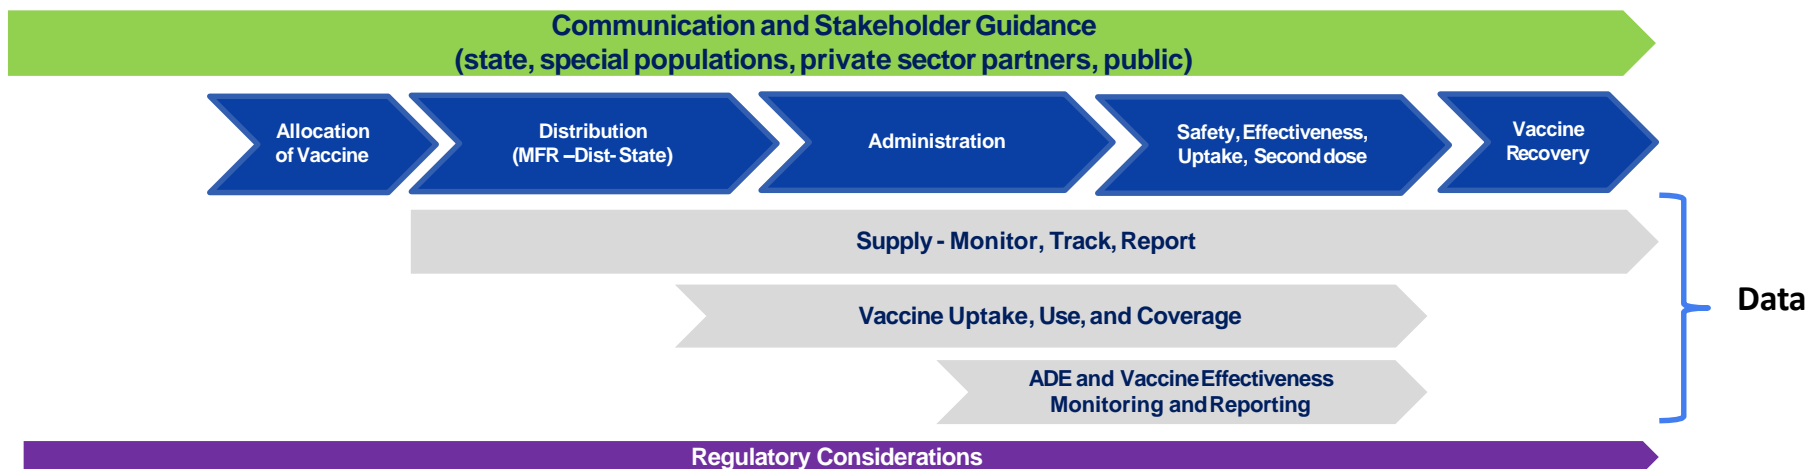 Communication and Stakeholder Guidance
(state, special populations, private sector partners, public)
Allocation
of Vaccine
Distribution
(MFR –Dist- State)
Administration
Safety, Effectiveness,
Uptake, Second dose
Vaccine
Recovery
Supply - Monitor, Track, Report
Vaccine Uptake, Use, and Coverage
ADE and Vaccine Effectiveness
Monitoring and Reporting
Data
Regulatory Considerations